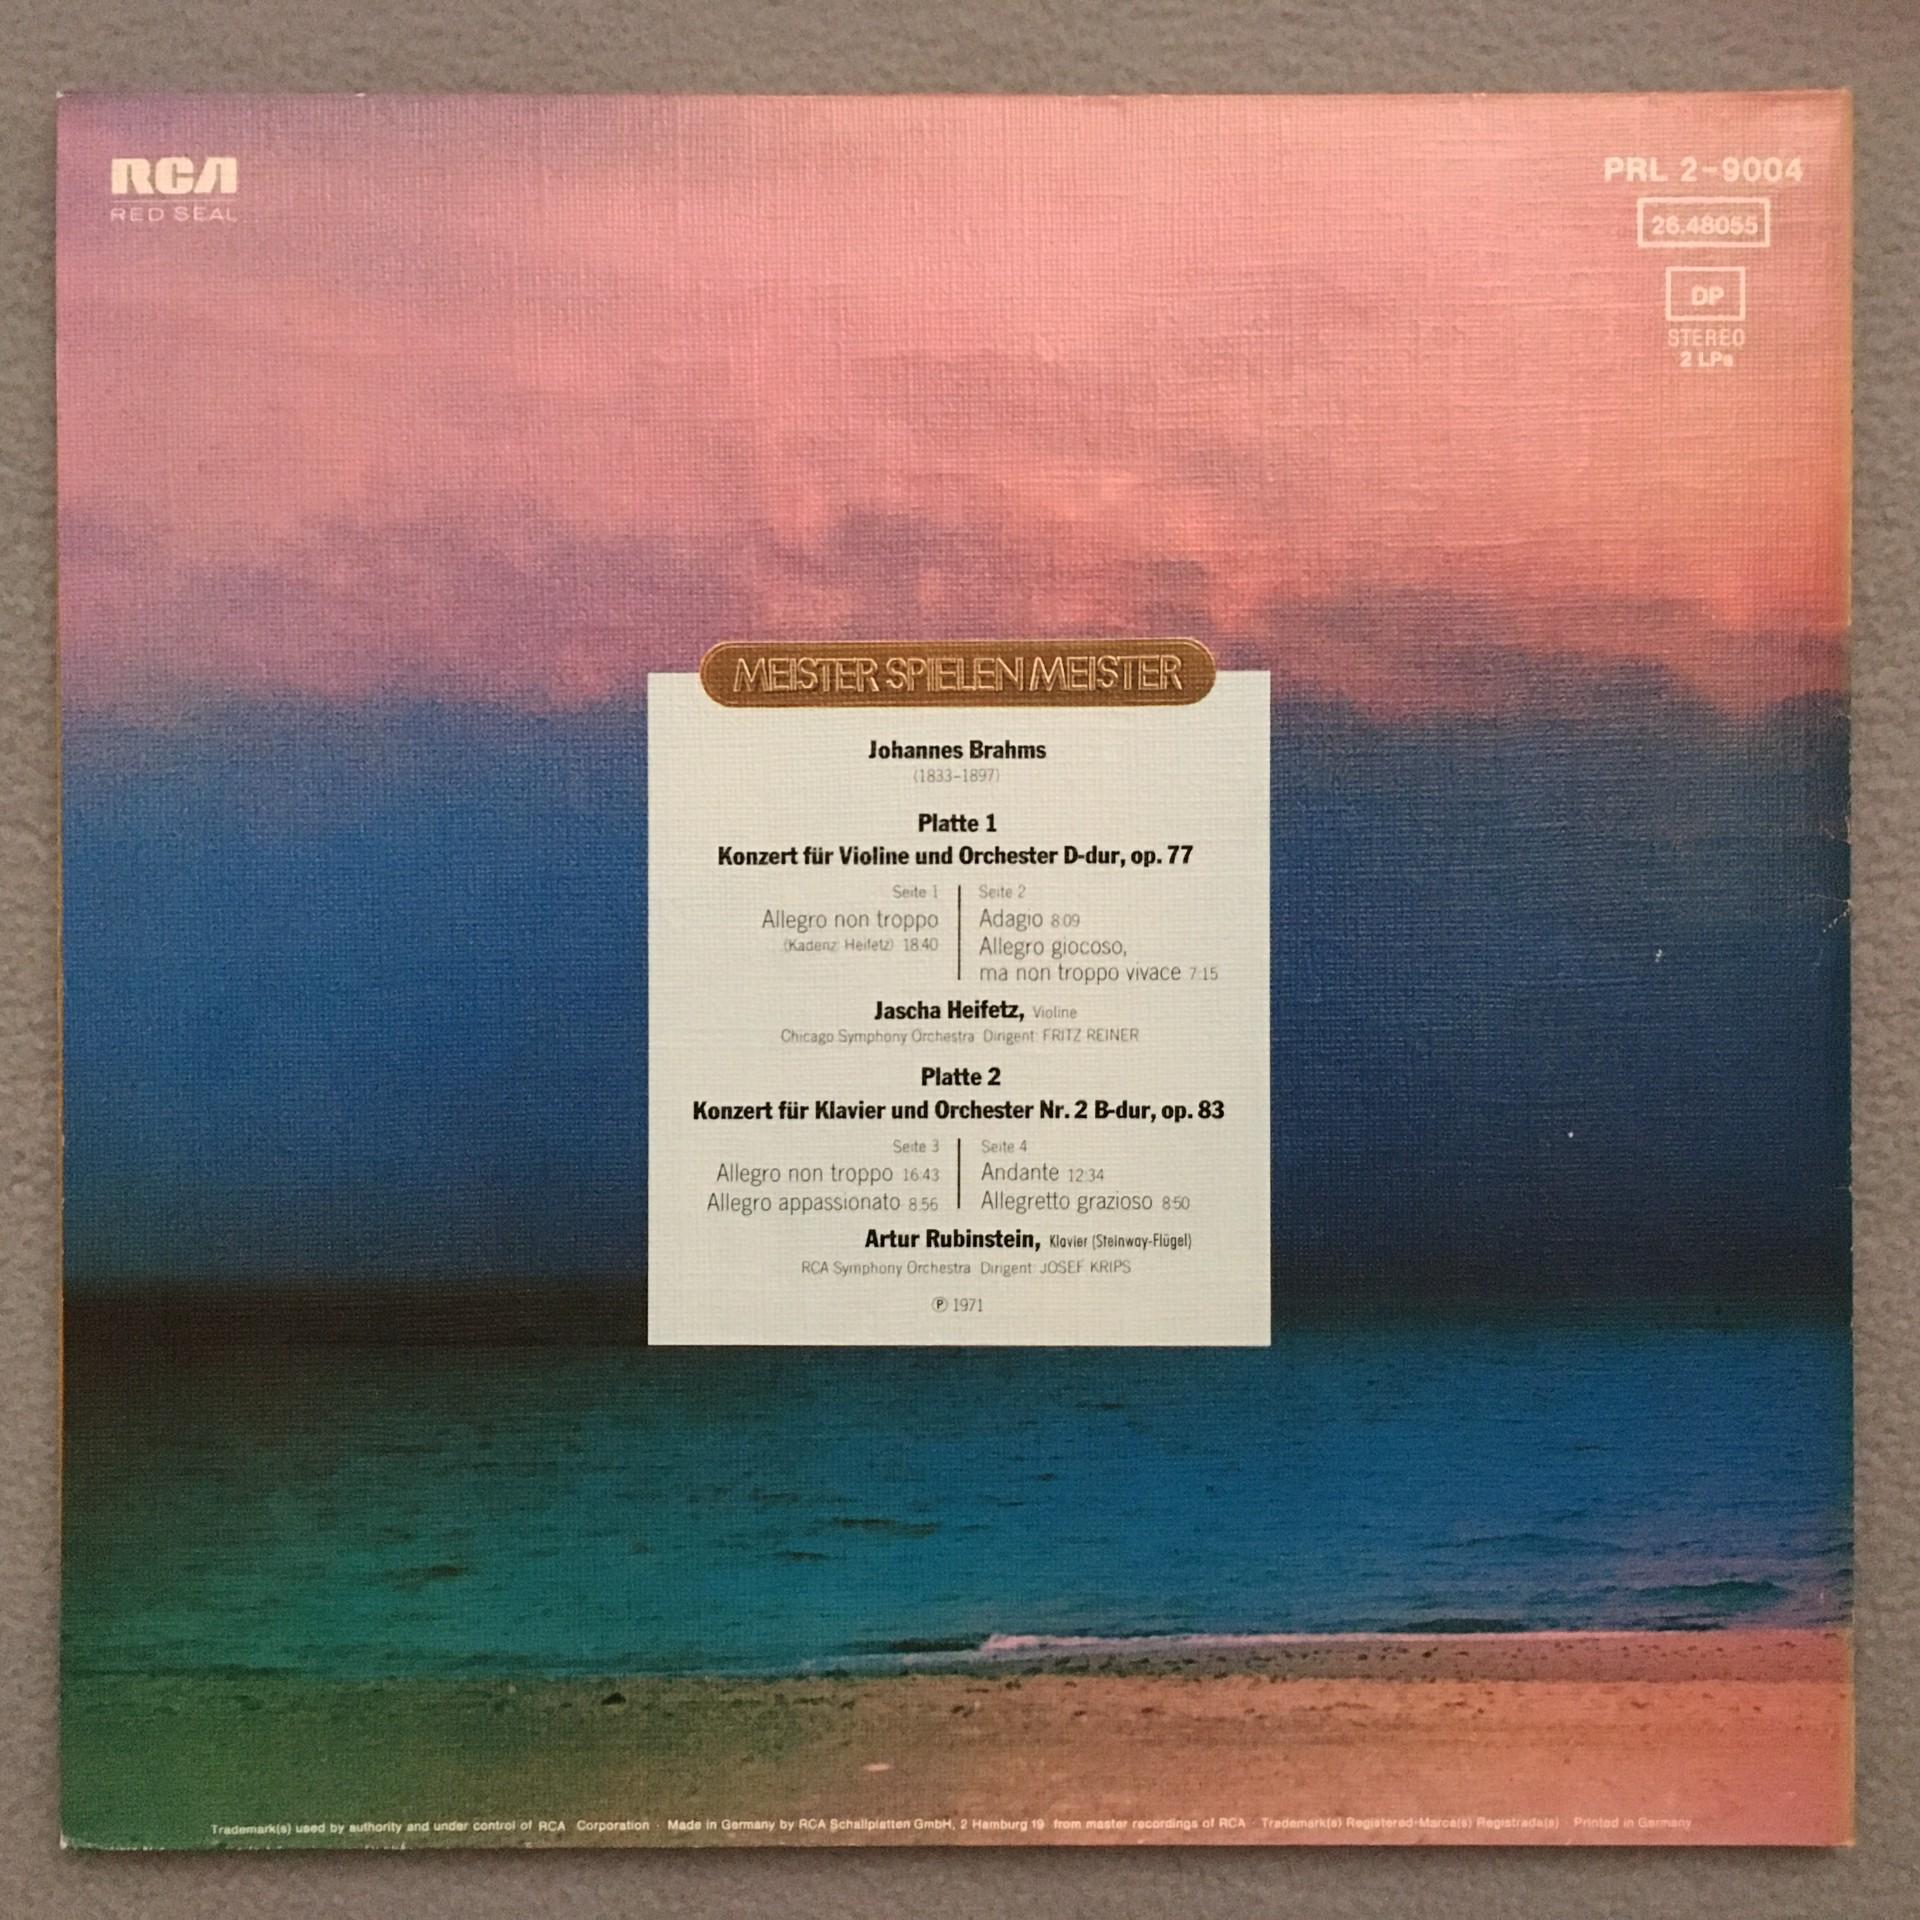 RCA
RED SEAL
PRL 2-9004
26.48055
DP
STEREO
2 LPs
MEISTER SPIELEN MEISTER
Johannes Brahms
(1833-1897)
Platte 1
Konzert für Violine und Orchester D-dur, op. 77
Seite 1
Allegro non troppo
(Kadenz: Heifetz) 18:40
Seite 2
Adagio 8:09
Allegro giocoso,
ma non troppo vivace 7:15
Jascha Heifetz, Violine
Chicago Symphony Orchestra Dirigent: FRITZ REINER
Platte 2
Konzert für Klavier und Orchester Nr. 2 B-dur, op. 83
Seite 3
Allegro non troppo 16:43
Allegro appassionato 8:56
Seite 4
Andante 12:34
Allegretto grazioso 8:50
Artur Rubinstein, Klavier (Steinway-Flügel)
RCA Symphony Orchestra Dirigent: JOSEF KRIPS
℗ 1971
Trademark(s) used by authority and under control of RCA Corporation · Made in Germany by RCA Schallplatten GmbH, 2 Hamburg 19 from master recordings of RCA · Trademark(s) Registered-Marca(s) Registrada(s) · Printed in Germany